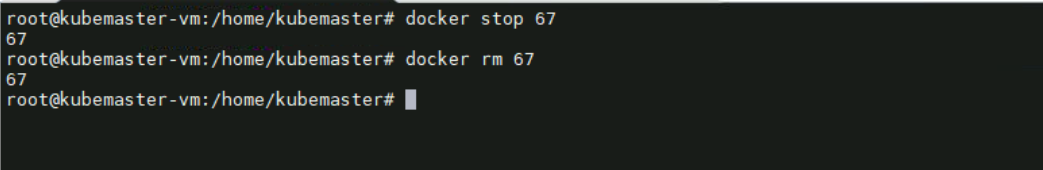 root@kubemaster-vm:/home/kubemaster# docker stop 67
67
root@kubemaster-vm:/home/kubemaster# docker rm 67
67
root@kubemaster-vm:/home/kubemaster#